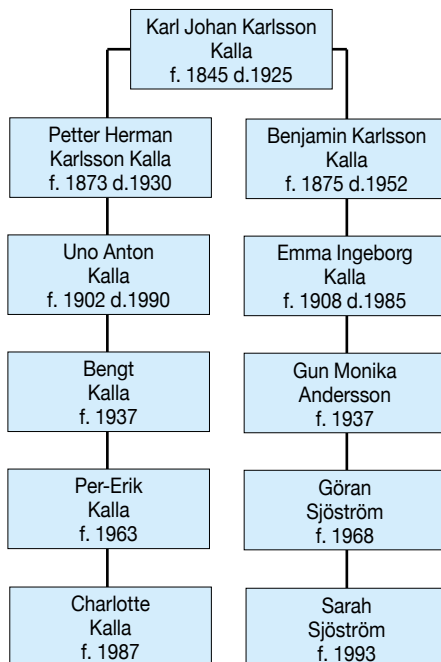 Karl Johan Karlsson
Kalla
f. 1845 d.1925
Petter Herman
Karlsson Kalla
f. 1873 d.1930
Benjamin Karlsson
Kalla
f. 1875 d.1952
Uno Anton
Kalla
f. 1902 d.1990
Emma Ingeborg
Kalla
f. 1908 d.1985
Bengt
Kalla
f. 1937
Gun Monika
Andersson
f. 1937
Per-Erik
Kalla
f. 1963
Göran
Sjöström
f. 1968
Charlotte
Kalla
f. 1987
Sarah
Sjöström
f. 1993